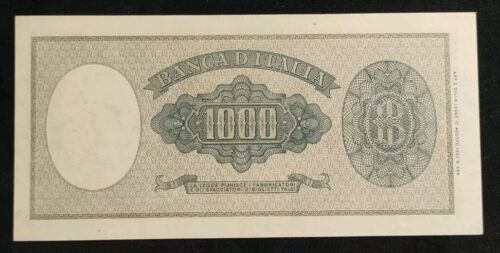 BANCA D'ITALIA
1000
LA LEGGE PUNISCE I FABBRICATORI
E GLI SPACCIATORI DI BIGLIETTI FALSI